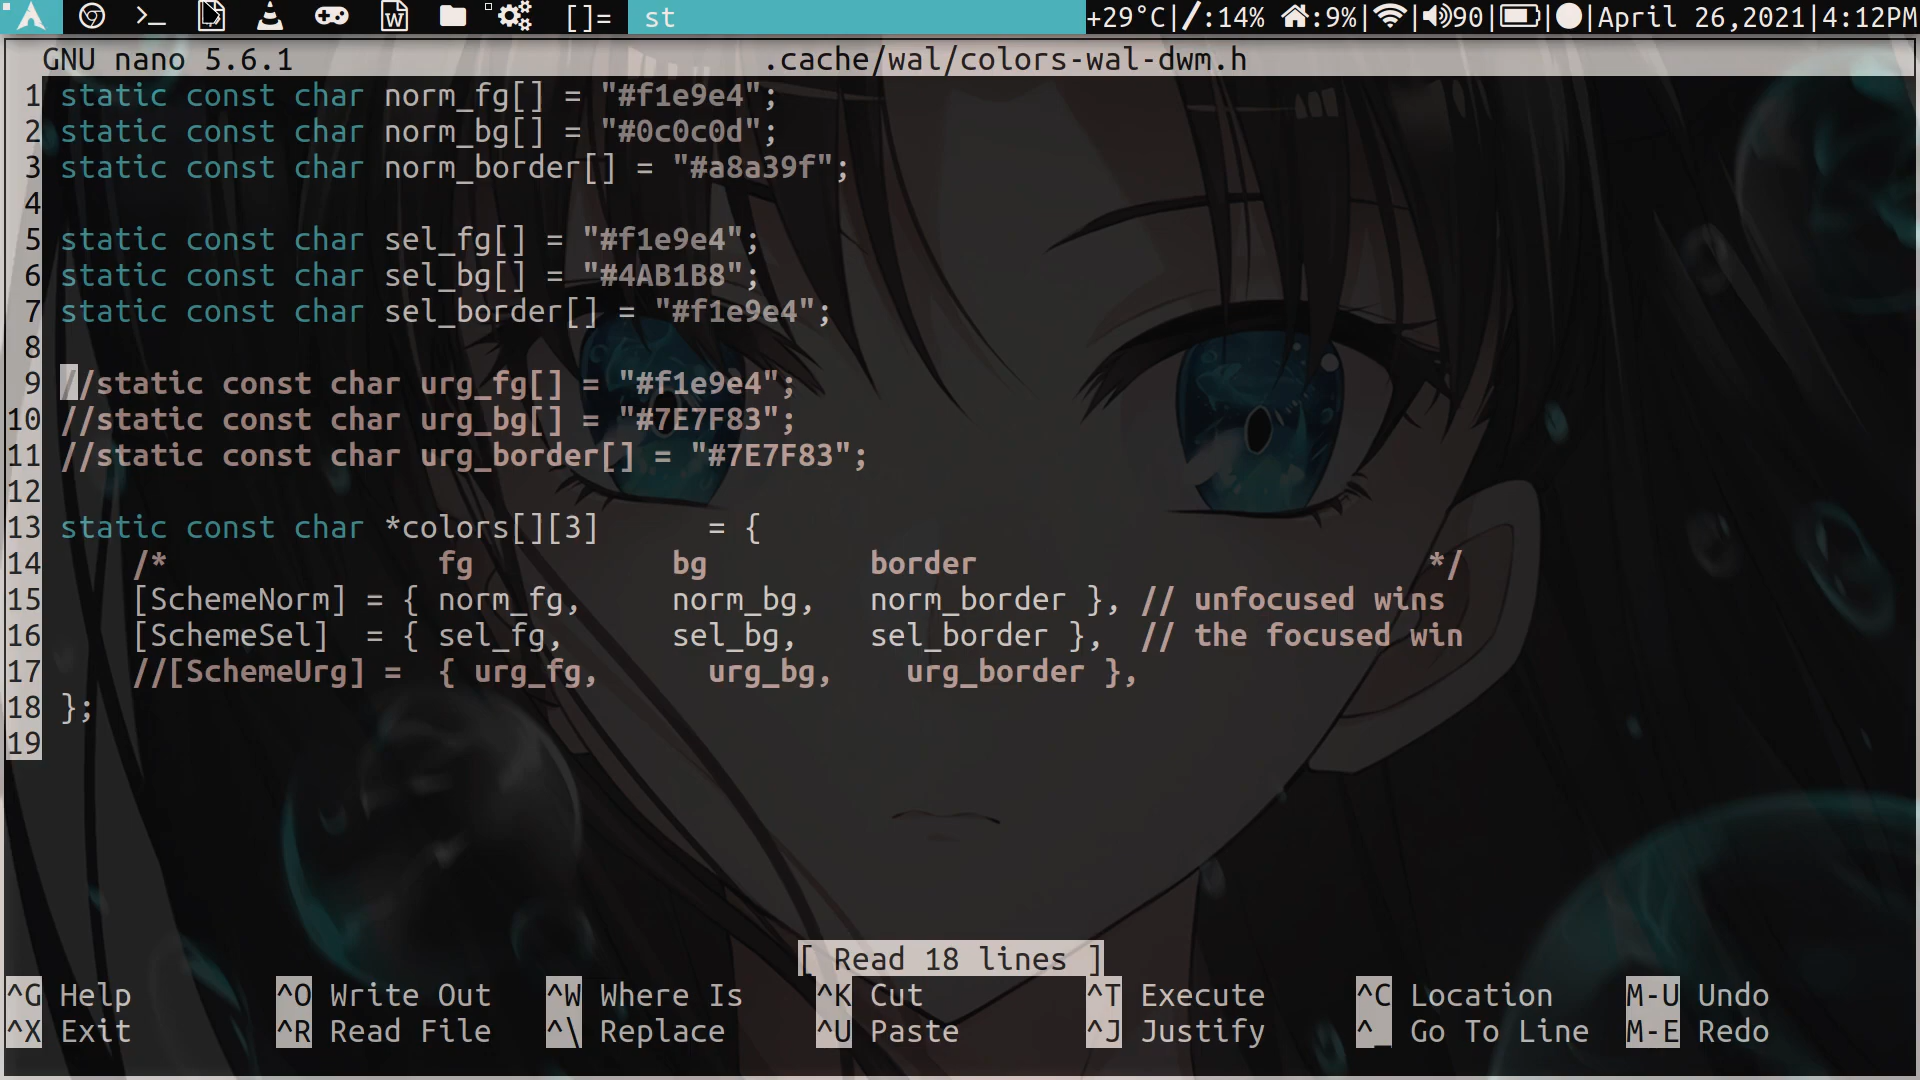 []= st +29°C|/:14% :9%| | 90| | |April 26,2021|4:12PM
GNU nano 5.6.1 .cache/wal/colors-wal-dwm.h
1 static const char norm_fg[] = "#f1e9e4";
2 static const char norm_bg[] = "#0c0c0d";
3 static const char norm_border[] = "#a8a39f";
4
5 static const char sel_fg[] = "#f1e9e4";
6 static const char sel_bg[] = "#4AB1B8";
7 static const char sel_border[] = "#f1e9e4";
8
9 //static const char urg_fg[] = "#f1e9e4";
10 //static const char urg_bg[] = "#7E7F83";
11 //static const char urg_border[] = "#7E7F83";
12
13 static const char *colors[][3]      = {
14     /*               fg           bg         border                         */
15     [SchemeNorm] = { norm_fg,     norm_bg,   norm_border }, // unfocused wins
16     [SchemeSel]  = { sel_fg,      sel_bg,    sel_border },  // the focused win
17     //[SchemeUrg] =  { urg_fg,      urg_bg,    urg_border },
18 };
19
[ Read 18 lines ]
^G Help ^O Write Out ^W Where Is ^K Cut ^T Execute ^C Location M-U Undo
^X Exit ^R Read File ^\ Replace ^U Paste ^J Justify ^_ Go To Line M-E Redo